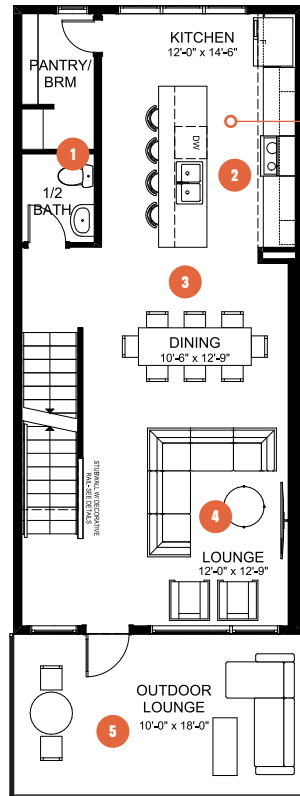 KITCHEN
12'-0" x 14'-6"
PANTRY/
BRM
1
DW
2
1/2
BATH
3
DINING
10'-6" x 12'-9"
STUBWALL W/ DECORATIVE
RAIL-SEE DETAILS
4
LOUNGE
12'-0" x 12'-9"
OUTDOOR
LOUNGE
10'-0" x 18'-0"
5